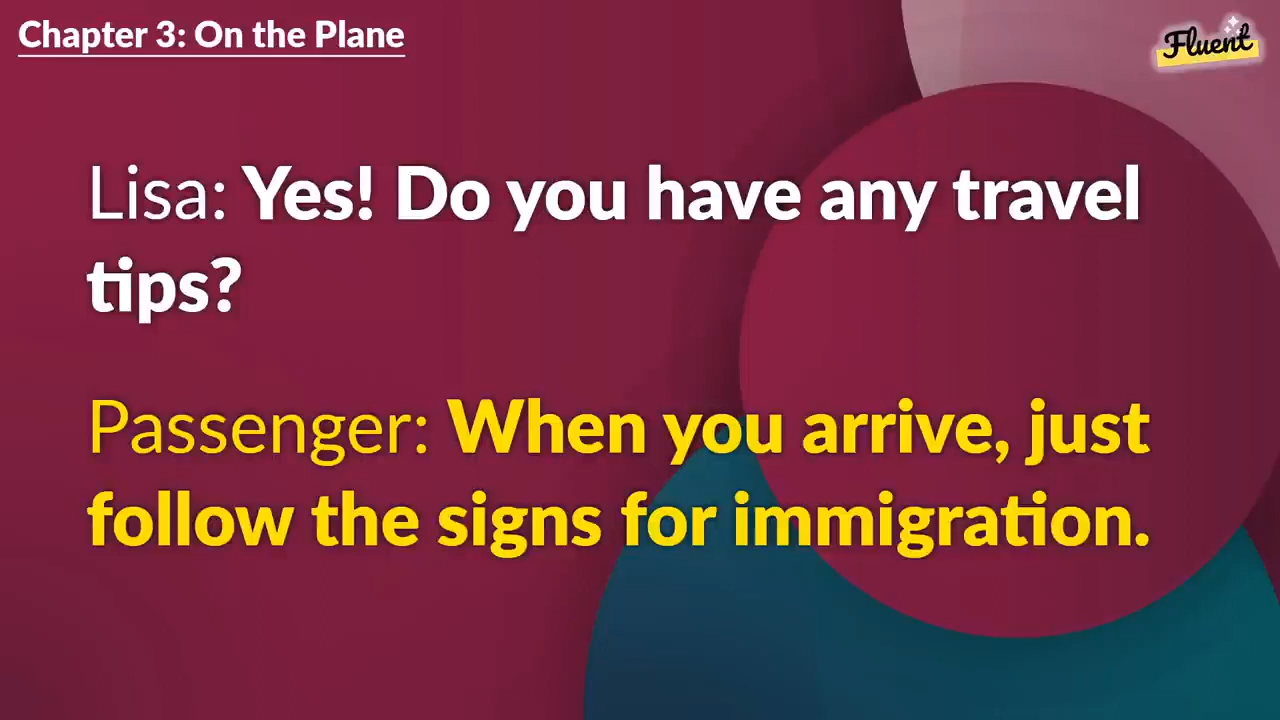 Chapter 3: On the Plane
Fluent
Lisa: Yes! Do you have any travel
tips?
Passenger: When you arrive, just
follow the signs for immigration.